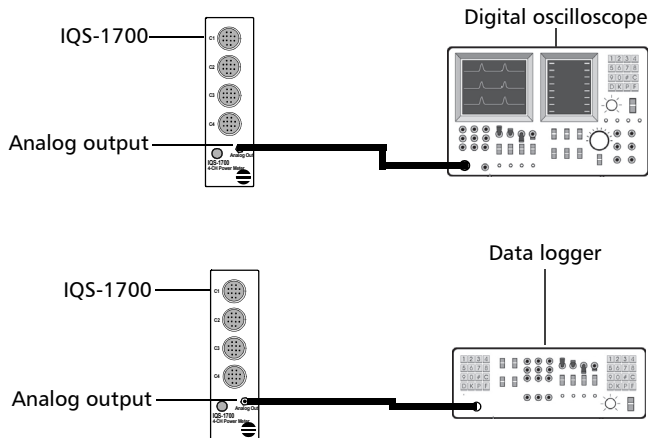 Digital oscilloscope
IQS-1700
C1
C2
C3
C4
1 2 3 4
5 6 7 8
9 0 # C
D K P F
Analog output
Analog Out
IQS-1700
4-CH Power Meter
Data logger
IQS-1700
C1
C2
C3
C4
1 2 3 4
5 6 7 8
9 0 # C
D K P F
1 2 3 4
5 6 7 8
9 0 # C
D K P F
Analog output
Analog Out
IQS-1700
4-CH Power Meter